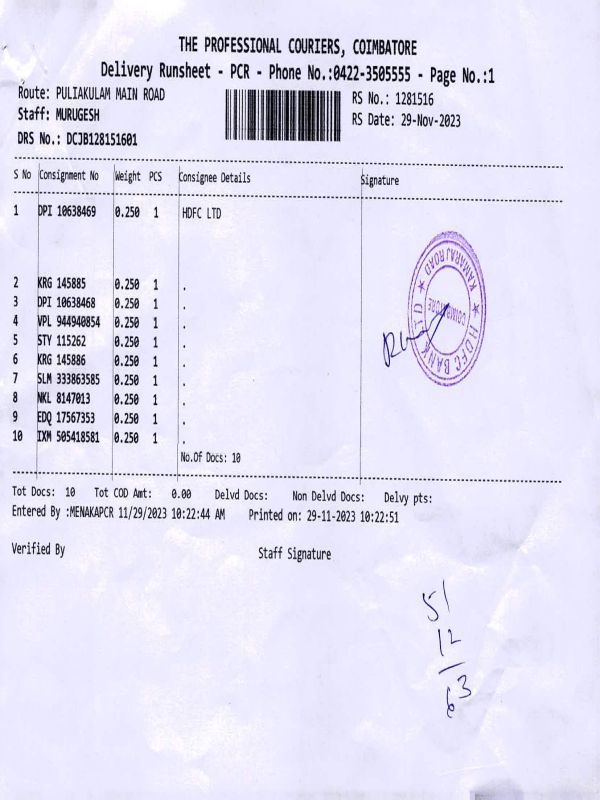 THE PROFESSIONAL COURIERS, COIMBATORE
Delivery Runsheet - PCR - Phone No.:0422-3505555 - Page No.:1
Route: PULIAKULAM MAIN ROAD RS No.: 1281516
Staff: MURUGESH RS Date: 29-Nov-2023
DRS No.: DCJB128151601
S No Consignment No Weight PCS Consignee Details Signature
1 DPI 10638469 0.250 1 HDFC LTD
2 KRG 145885 0.250 1 .
3 DPI 10638468 0.250 1 .
4 VPL 944940854 0.250 1 .
5 STY 115262 0.250 1 .
6 KRG 145886 0.250 1 .
7 SLM 333863585 0.250 1 .
8 NKL 8147013 0.250 1 .
9 EDQ 17567353 0.250 1 .
10 IXM 505418581 0.250 1 .
No.Of Docs: 10
★ HDFC BANK LTD ★ KAMARAJ ROAD
COIMBATORE
Tot Docs: 10 Tot COD Amt: 0.00 Delvd Docs: Non Delvd Docs: Delvy pts:
Entered By :MENAKAPCR 11/29/2023 10:22:44 AM Printed on: 29-11-2023 10:22:51
Verified By Staff Signature
51
12
63